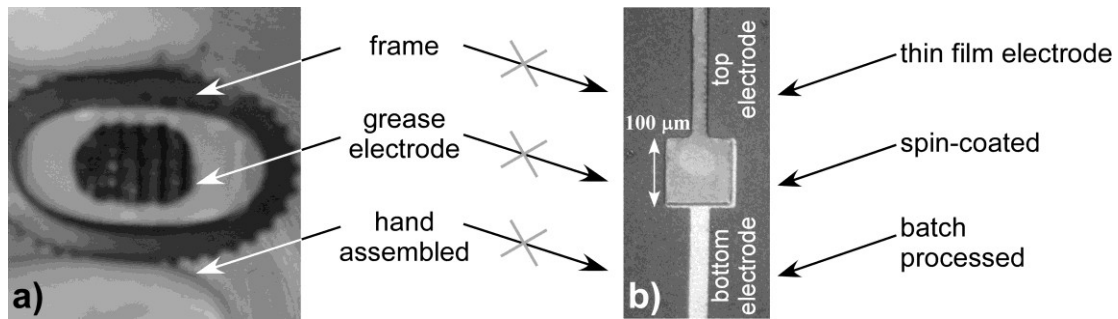 frame
grease
electrode
hand
assembled
a)
top
electrode
100 μm
bottom
electrode
b)
thin film electrode
spin-coated
batch
processed